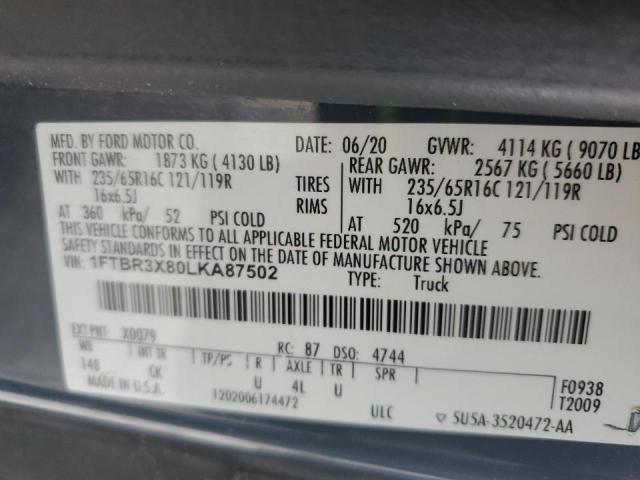 MFD. BY FORD MOTOR CO. DATE: 06/20 GVWR: 4114 KG ( 9070 LB
FRONT GAWR: 1873 KG ( 4130 LB) REAR GAWR: 2567 KG ( 5660 LB)
WITH 235/65R16C 121/119R TIRES WITH 235/65R16C 121/119R
16x6.5J RIMS 16x6.5J
AT 360 kPa/ 52 PSI COLD AT 520 kPa/ 75 PSI COLD
THIS VEHICLE CONFORMS TO ALL APPLICABLE FEDERAL MOTOR VEHICLE
SAFETY STANDARDS IN EFFECT ON THE DATE OF MANUFACTURE SHOWN ABOVE.
VIN: 1FTBR3X80LKA87502 TYPE: Truck
EXT PNT: X0079 RC: 87 DSO: 4744
WB INT TR TP/PS R AXLE TR SPR
148 CK U 4L U F0938
MADE IN U.S.A. T2009
1202006174472 ULC ▽ 5U5A-3520472-AA